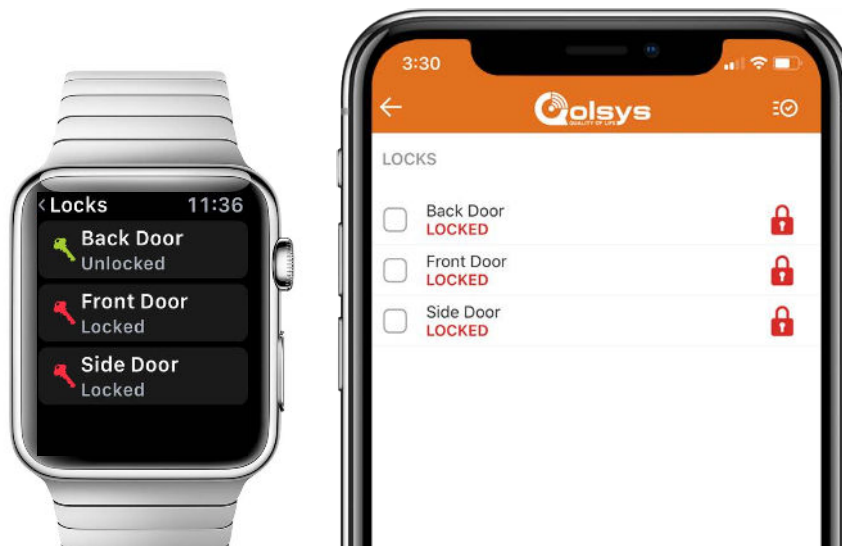 Locks 11:36
Back Door
Unlocked
Front Door
Locked
Side Door
Locked
3:30
Qolsys
QUALITY OF LIFE
LOCKS
Back Door
LOCKED
Front Door
LOCKED
Side Door
LOCKED